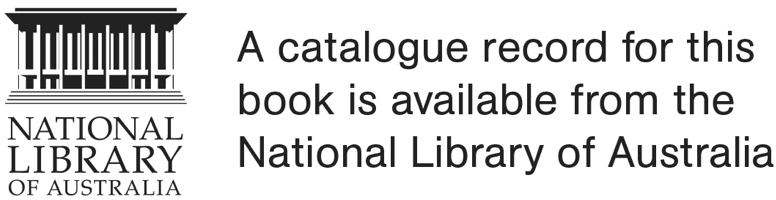 NATIONAL
LIBRARY
OF AUSTRALIA
A catalogue record for this
book is available from the
National Library of Australia